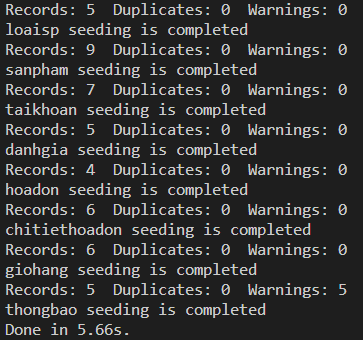 Records: 5  Duplicates: 0  Warnings: 0
loaisp seeding is completed
Records: 9  Duplicates: 0  Warnings: 0
sanpham seeding is completed
Records: 7  Duplicates: 0  Warnings: 0
taikhoan seeding is completed
Records: 5  Duplicates: 0  Warnings: 0
danhgia seeding is completed
Records: 4  Duplicates: 0  Warnings: 0
hoadon seeding is completed
Records: 6  Duplicates: 0  Warnings: 0
chitiethoadon seeding is completed
Records: 6  Duplicates: 0  Warnings: 0
giohang seeding is completed
Records: 5  Duplicates: 0  Warnings: 5
thongbao seeding is completed
Done in 5.66s.